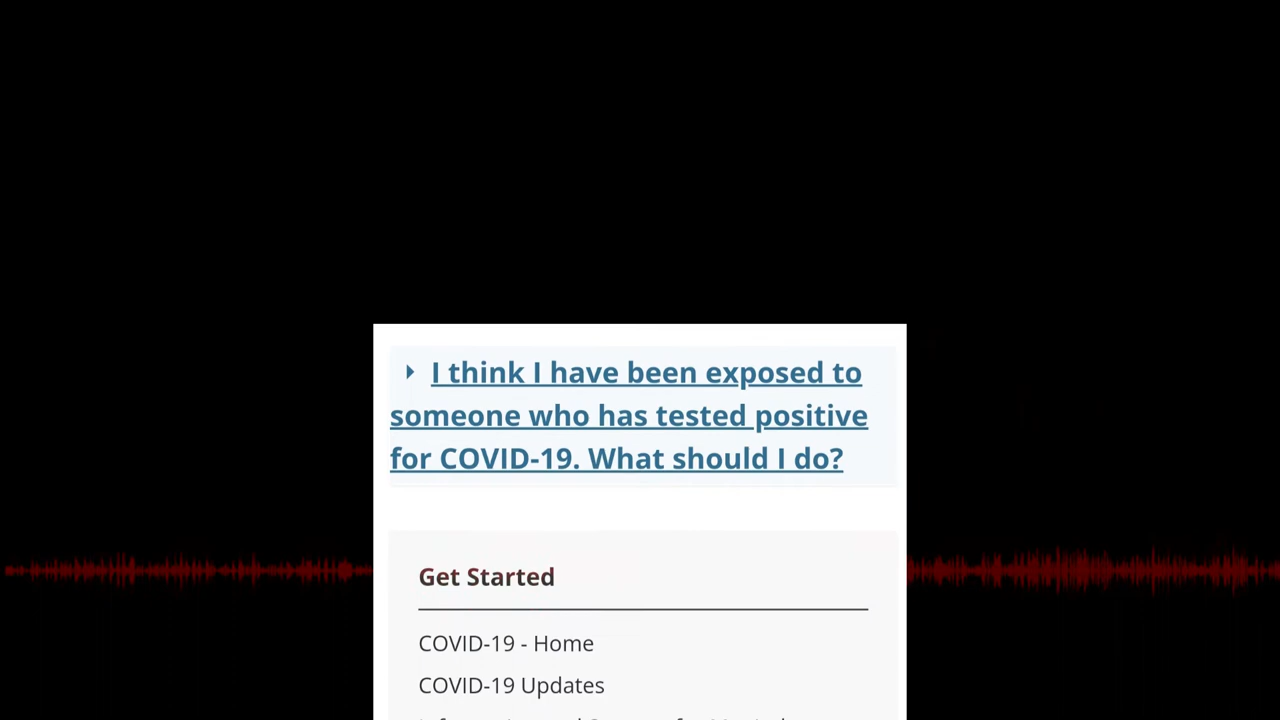 I think I have been exposed to
someone who has tested positive
for COVID-19. What should I do?
Get Started
COVID-19 - Home
COVID-19 Updates